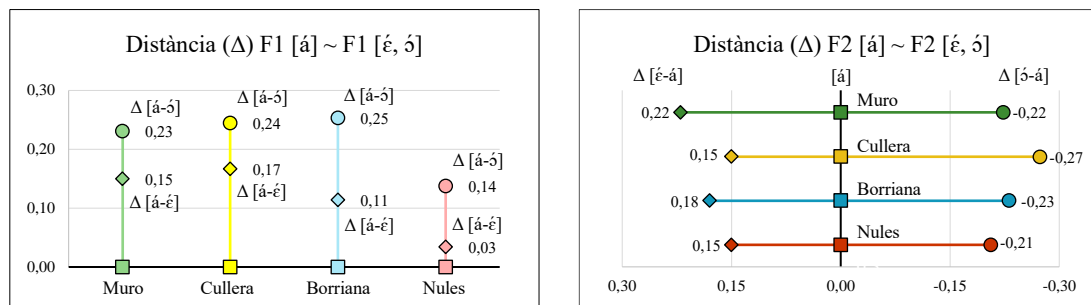 Distància (Δ) F1 [á] ~ F1 [ɛ́, ɔ́]
0,30
0,20
0,10
0,00
Δ [á-ɔ́]
0,23
0,15
Δ [á-ɛ́]
Muro
Δ [á-ɔ́]
0,24
0,17
Δ [á-ɛ́]
Cullera
Δ [á-ɔ́]
0,25
0,11
Δ [á-ɛ́]
Borriana
Δ [á-ɔ́]
0,14
Δ [á-ɛ́]
0,03
Nules
Distància (Δ) F2 [á] ~ F2 [ɛ́, ɔ́]
Δ [ɛ́-á] [á] Δ [ɔ́-á]
Muro
0,22 -0,22
Cullera
0,15 -0,27
Borriana
0,18 -0,23
Nules
0,15 -0,21
0,30 0,15 0,00 -0,15 -0,30